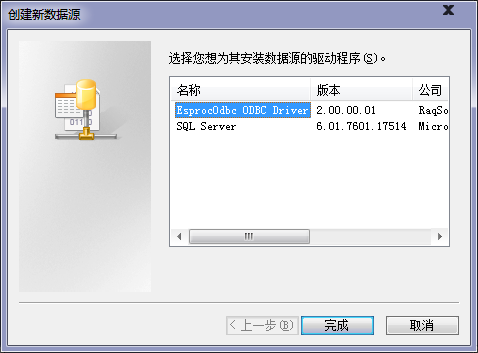 创建新数据源
选择您想为其安装数据源的驱动程序(S)。
名称 版本 公司
EsprocOdbc ODBC Driver 2.00.00.01 RaqSo
SQL Server 6.01.7601.17514 Micro
< 上一步(B) 完成 取消